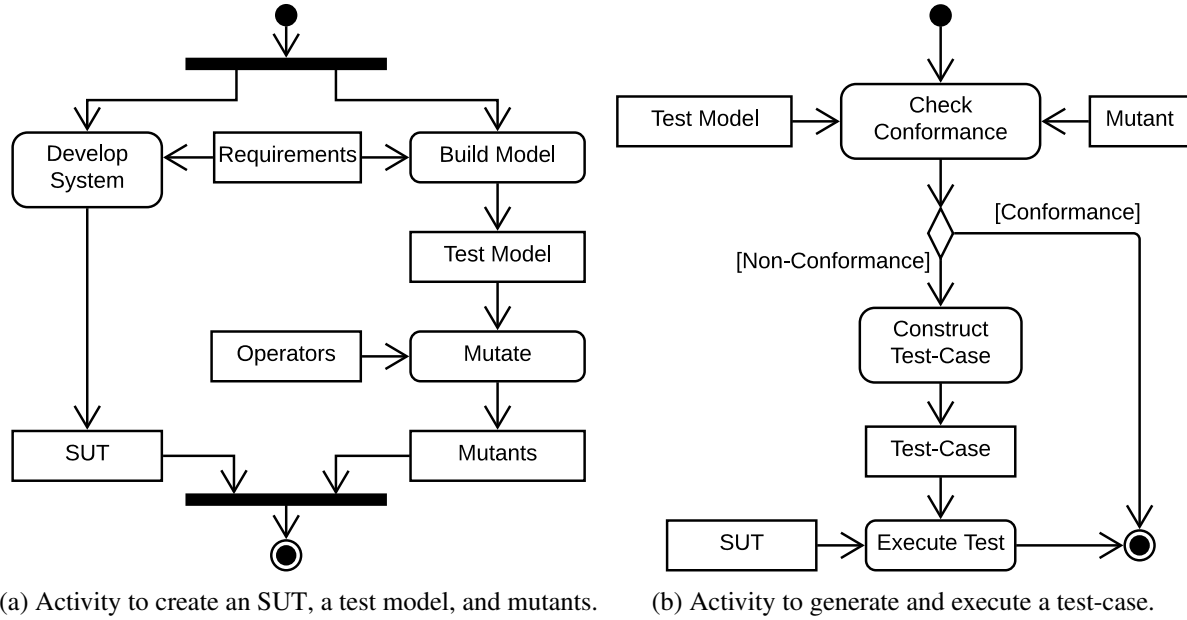 Develop
System
Requirements
Build Model
Test Model
Operators
Mutate
SUT
Mutants
(a) Activity to create an SUT, a test model, and mutants.
Test Model
Check
Conformance
Mutant
[Conformance]
[Non-Conformance]
Construct
Test-Case
Test-Case
SUT
Execute Test
(b) Activity to generate and execute a test-case.